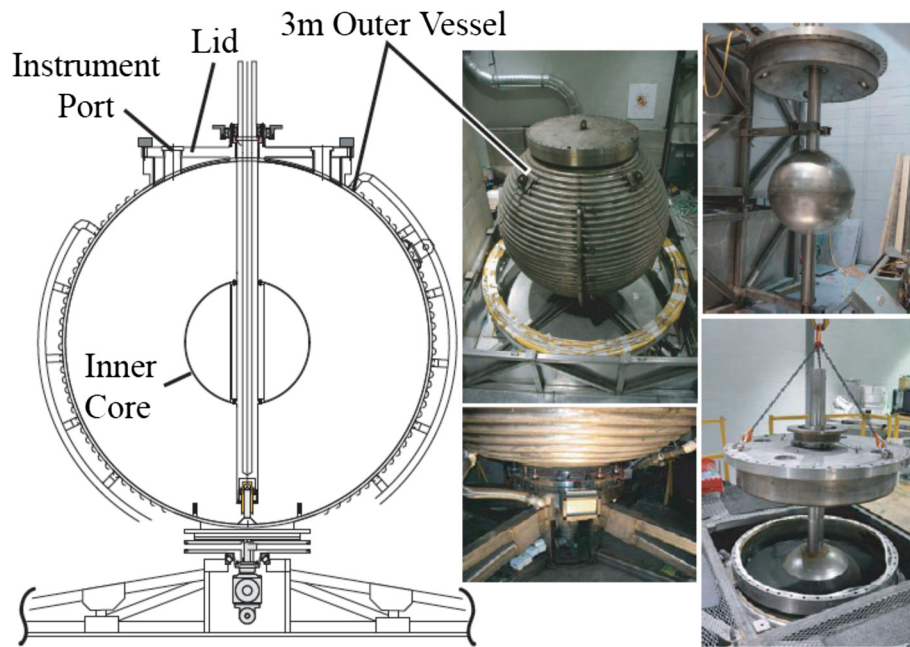 3m Outer Vessel
Lid
Instrument
Port
Inner
Core